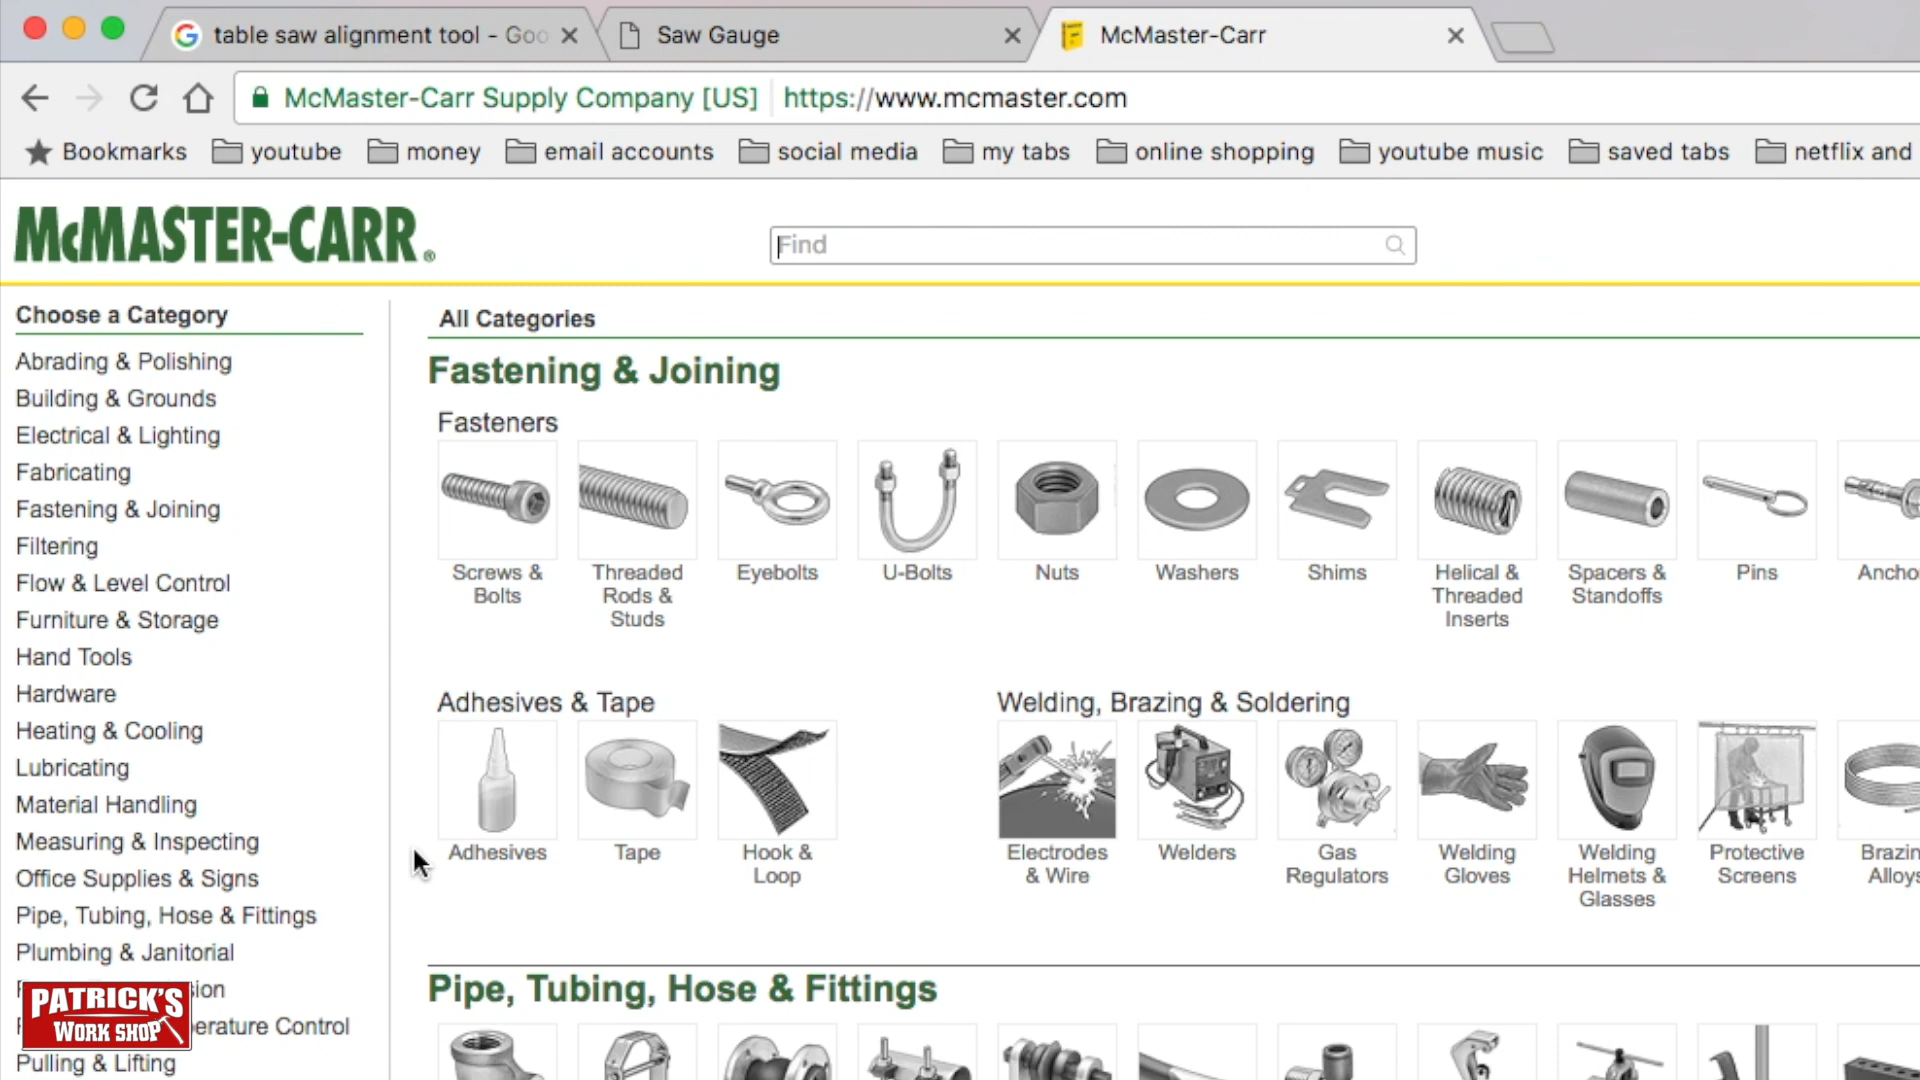 table saw alignment tool - Goo
Saw Gauge
McMaster-Carr
McMaster-Carr Supply Company [US]
https://www.mcmaster.com
Bookmarks
youtube
money
email accounts
social media
my tabs
online shopping
youtube music
saved tabs
netflix and
McMASTER-CARR®
Find
Choose a Category
Abrading & Polishing
Building & Grounds
Electrical & Lighting
Fabricating
Fastening & Joining
Filtering
Flow & Level Control
Furniture & Storage
Hand Tools
Hardware
Heating & Cooling
Lubricating
Material Handling
Measuring & Inspecting
Office Supplies & Signs
Pipe, Tubing, Hose & Fittings
Plumbing & Janitorial
Pulling & Lifting
All Categories
Fastening & Joining
Fasteners
Screws &
Bolts
Threaded
Rods &
Studs
Eyebolts
U-Bolts
Nuts
Washers
Shims
Helical &
Threaded
Inserts
Spacers &
Standoffs
Pins
Ancho
Adhesives & Tape
Adhesives
Tape
Hook &
Loop
Welding, Brazing & Soldering
Electrodes
& Wire
Welders
Gas
Regulators
Welding
Gloves
Welding
Helmets &
Glasses
Protective
Screens
Brazin
Alloys
Pipe, Tubing, Hose & Fittings
PATRICK'S
WORK SHOP
sion
erature Control